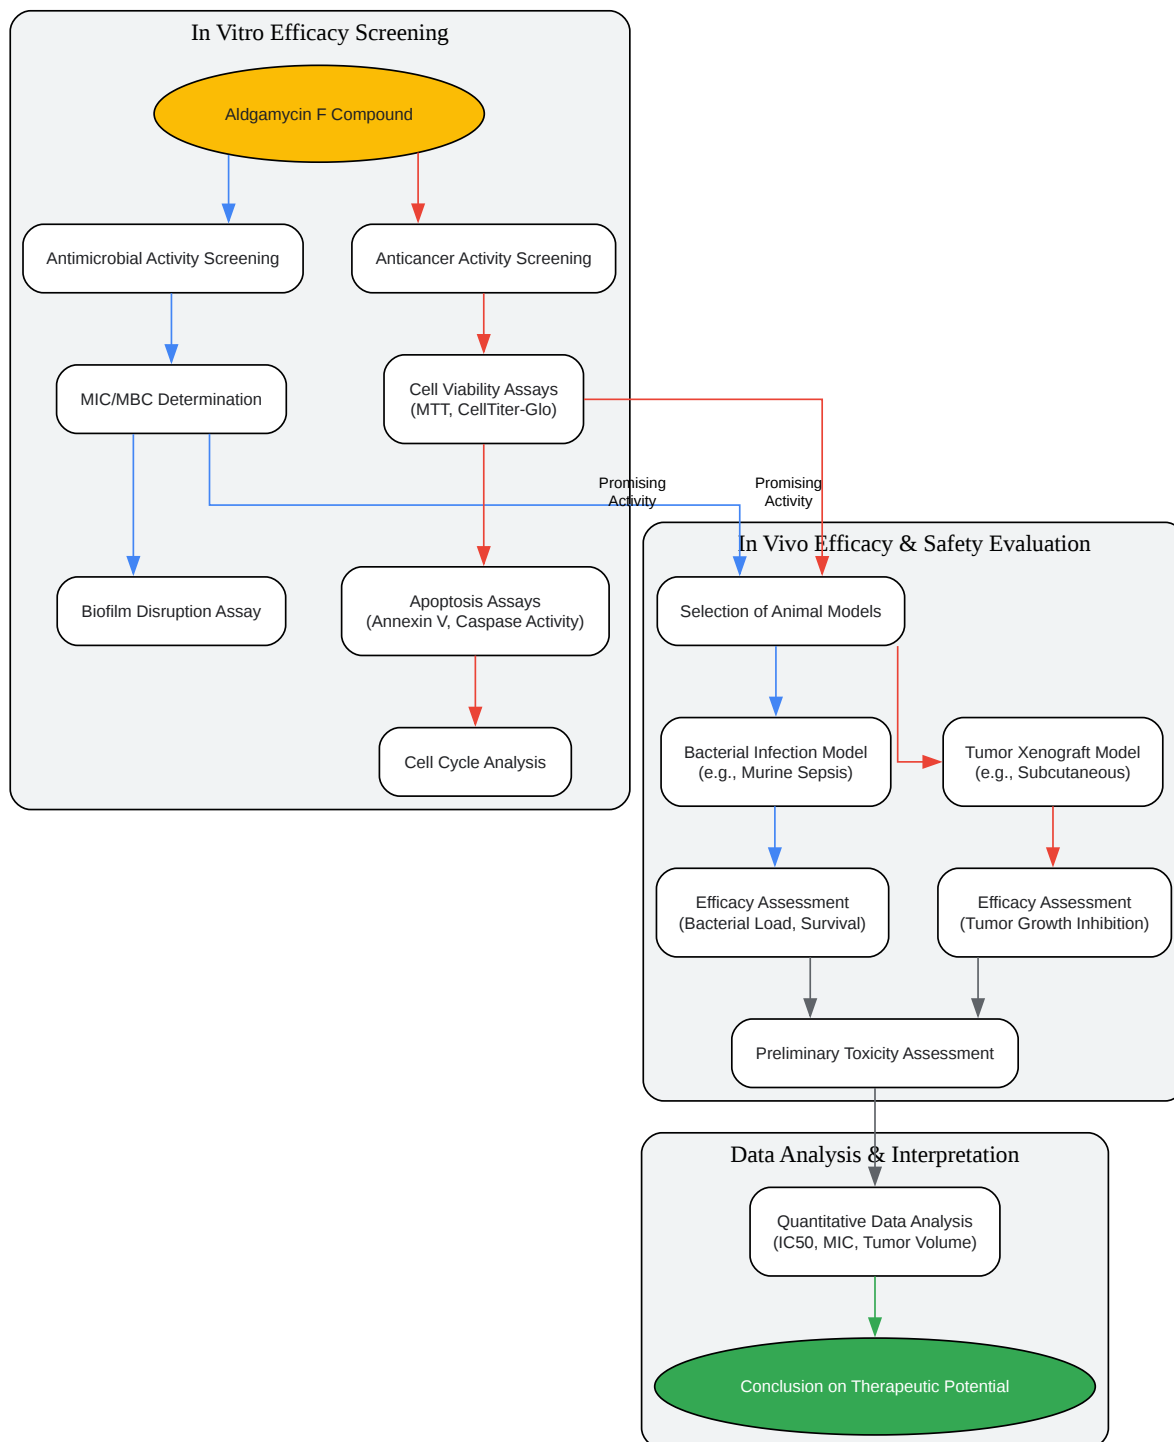 In Vitro Efficacy Screening
Aldgamycin F Compound
Antimicrobial Activity Screening
Anticancer Activity Screening
MIC/MBC Determination
Cell Viability Assays
(MTT, CellTiter-Glo)
Promising
Activity
Promising
Activity
Biofilm Disruption Assay
Apoptosis Assays
(Annexin V, Caspase Activity)
Cell Cycle Analysis
In Vivo Efficacy & Safety Evaluation
Selection of Animal Models
Bacterial Infection Model
(e.g., Murine Sepsis)
Tumor Xenograft Model
(e.g., Subcutaneous)
Efficacy Assessment
(Bacterial Load, Survival)
Efficacy Assessment
(Tumor Growth Inhibition)
Preliminary Toxicity Assessment
Data Analysis & Interpretation
Quantitative Data Analysis
(IC50, MIC, Tumor Volume)
Conclusion on Therapeutic Potential